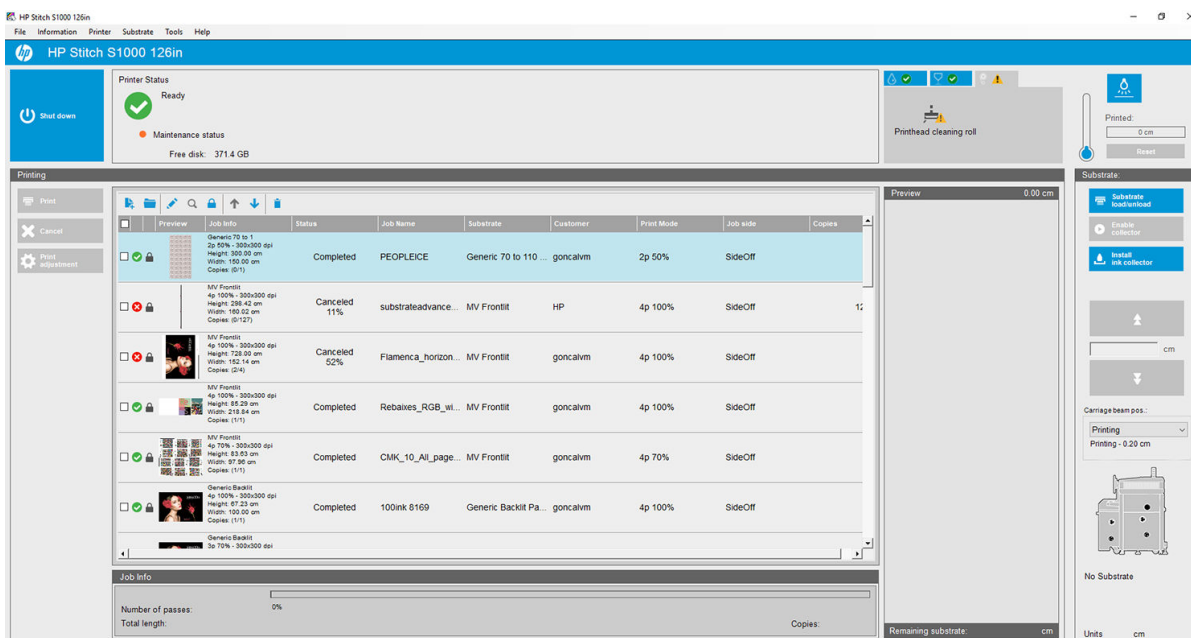 HP Stitch S1000 126in
File Information Printer Substrate Tools Help
hp HP Stitch S1000 126in
Shut down
Printer Status
Ready
Maintenance status
Free disk: 371.4 GB
Printhead cleaning roll
Printed:
0 cm
Reset
Printing
Print
Cancel
Print
adjustment
Preview Job Info Status Job Name Substrate Customer Print Mode Job side Copies
Generic 70 to 1
2p 50% - 300x300 dpi
Height: 300.00 cm
Width: 150.00 cm
Copies: (0/1)
Completed PEOPLEICE Generic 70 to 110 ... goncalvm 2p 50% SideOff
MV Frontlit
4p 100% - 300x300 dpi
Height: 298.42 cm
Width: 160.02 cm
Copies: (0/127)
Canceled
11%
substrateadvance... MV Frontlit HP 4p 100% SideOff 12
MV Frontlit
4p 100% - 300x300 dpi
Height: 728.00 cm
Width: 152.14 cm
Copies: (2/4)
Canceled
52%
Flamenca_horizon... MV Frontlit goncalvm 4p 100% SideOff
MV Frontlit
4p 100% - 300x300 dpi
Height: 85.29 cm
Width: 218.84 cm
Copies: (1/1)
Completed Rebaixes_RGB_wi... MV Frontlit goncalvm 4p 100% SideOff
MV Frontlit
4p 70% - 300x300 dpi
Height: 83.63 cm
Width: 97.96 cm
Copies: (1/1)
Completed CMK_10_All_page... MV Frontlit goncalvm 4p 70% SideOff
Generic Backlit
4p 100% - 300x300 dpi
Height: 67.23 cm
Width: 100.00 cm
Copies: (1/1)
Completed 100ink 8169 Generic Backlit Pa... goncalvm 4p 100% SideOff
Generic Backlit
3p 70% - 300x300 dpi
Job Info
0%
Number of passes:
Total length:
Copies:
Preview 0.00 cm
Remaining substrate: cm
Substrate:
Substrate
load/unload
Enable
collector
Install
ink collector
cm
Carriage beam pos.:
Printing
Printing - 0.20 cm
No Substrate
Units cm